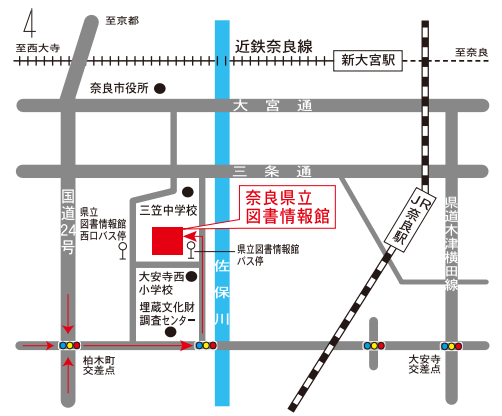 至京都
至西大寺
近鉄奈良線
新大宮駅
至奈良
奈良市役所
大宮通
三条通
国道24号
県立
図書情報館
西口バス停
三笠中学校
奈良県立
図書情報館
県立図書情報館
バス停
JR奈良駅
県道木津横田線
大安寺西
小学校
佐保川
埋蔵文化財
調査センター
柏木町
交差点
大安寺
交差点